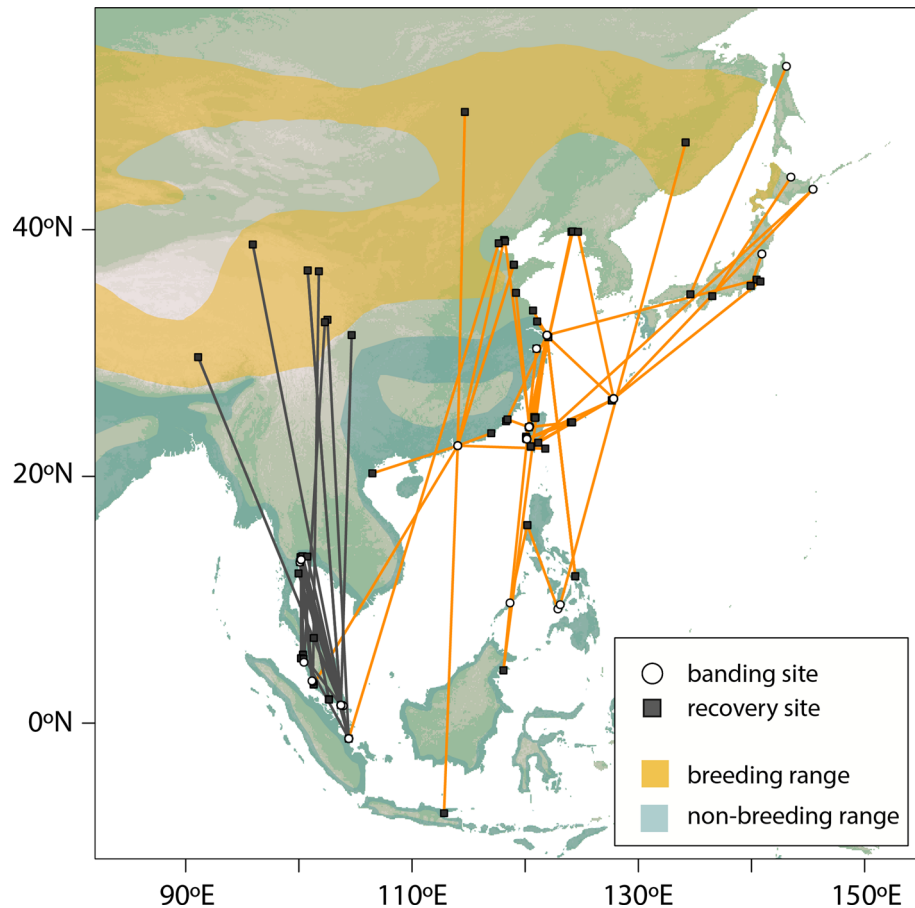 40ºN
20ºN
0ºN
banding site
recovery site
breeding range
non-breeding range
90ºE
110ºE
130ºE
150ºE